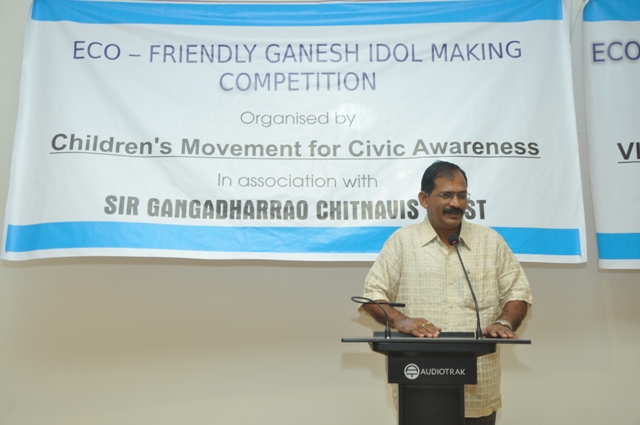 ECO – FRIENDLY GANESH IDOL MAKING
COMPETITION
Organised by
Children's Movement for Civic Awareness
In association with
SIR GANGADHARRAO CHITNAVIS
ECO
AUDIOTRAK